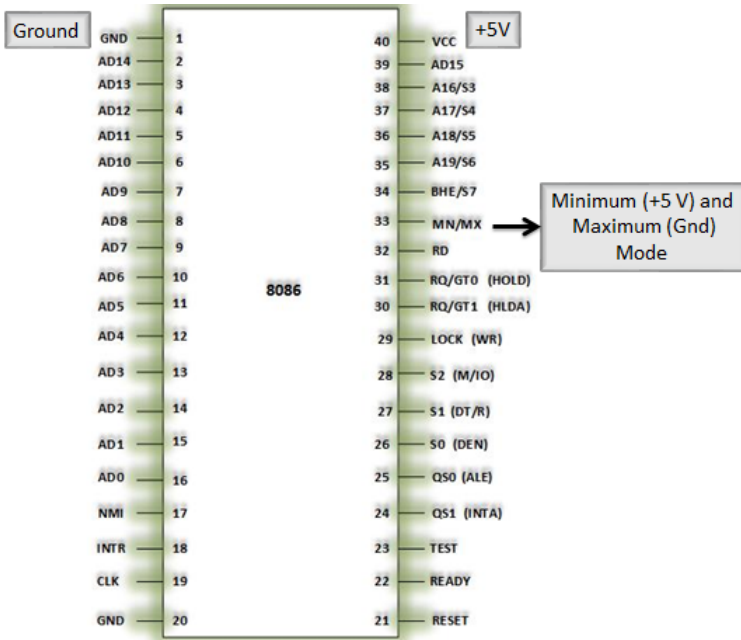 Ground
+5V
GND 1
AD14 2
AD13 3
AD12 4
AD11 5
AD10 6
AD9 7
AD8 8
AD7 9
AD6 10
AD5 11
AD4 12
AD3 13
AD2 14
AD1 15
AD0 16
NMI 17
INTR 18
CLK 19
GND 20
8086
40 VCC
39 AD15
38 A16/S3
37 A17/S4
36 A18/S5
35 A19/S6
34 BHE/S7
33 MN/MX
32 RD
31 RQ/GT0 (HOLD)
30 RQ/GT1 (HLDA)
29 LOCK (WR)
28 S2 (M/IO)
27 S1 (DT/R)
26 S0 (DEN)
25 QS0 (ALE)
24 QS1 (INTA)
23 TEST
22 READY
21 RESET
Minimum (+5 V) and
Maximum (Gnd)
Mode